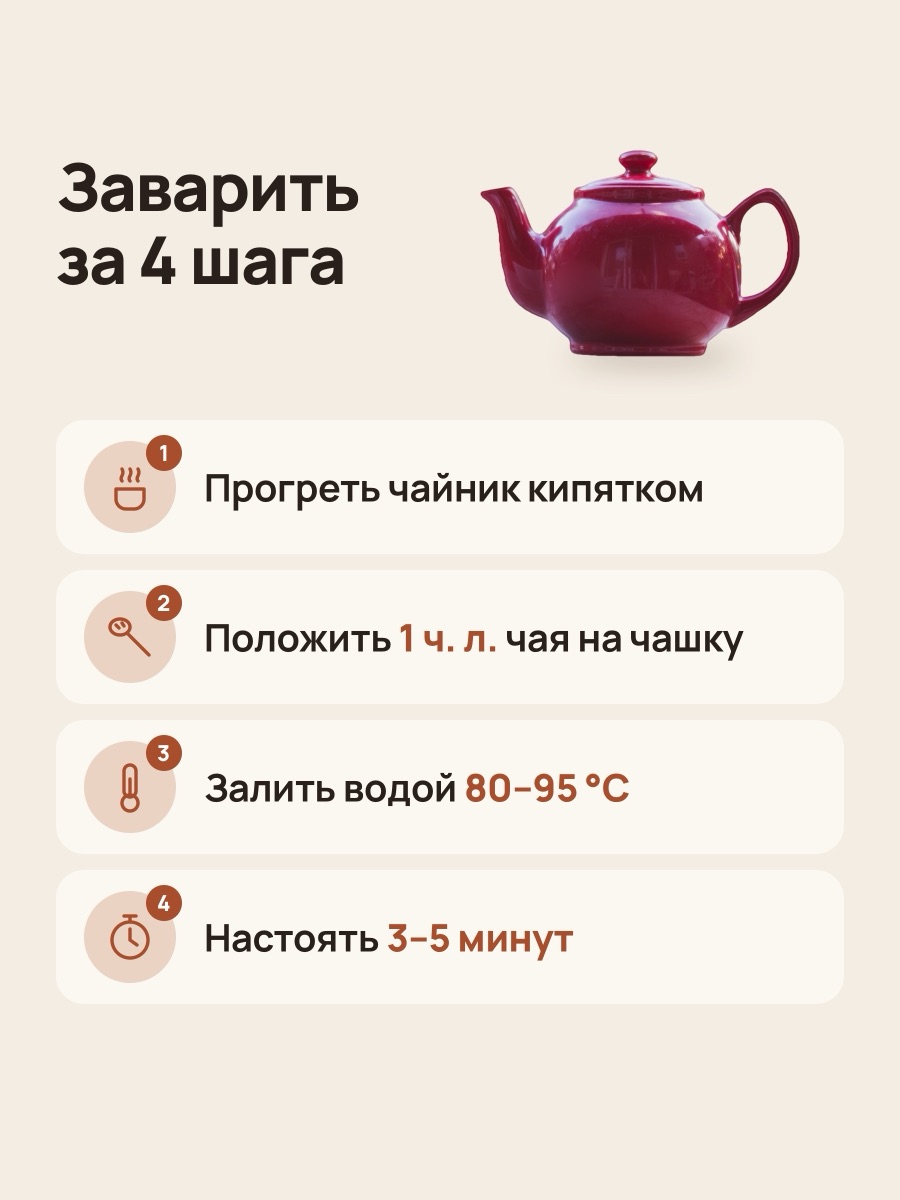 Заварить
за 4 шага
1
Прогреть чайник кипятком
2
Положить 1 ч. л. чая на чашку
3
Залить водой 80–95 °C
4
Настоять 3–5 минут